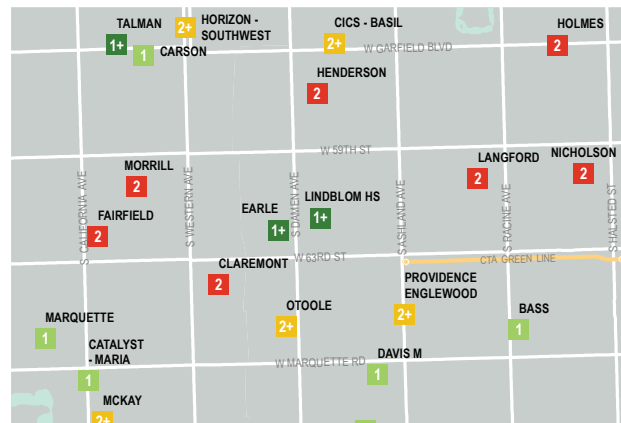 TALMAN
1+
2+
HORIZON -
SOUTHWEST
1
CARSON
CICS - BASIL
2+
W GARFIELD BLVD
HOLMES
2
HENDERSON
2
W 59TH ST
MORRILL
2
LANGFORD
2
NICHOLSON
2
S CALIFORNIA AVE
S WESTERN AVE
S DAMEN AVE
S ASHLAND AVE
S RACINE AVE
S HALSTED ST
FAIRFIELD
2
EARLE
1+
LINDBLOM HS
1+
W 63RD ST
CTA GREEN LINE
CLAREMONT
2
PROVIDENCE
ENGLEWOOD
2+
OTOOLE
2+
BASS
1
MARQUETTE
1
CATALYST
- MARIA
1
W MARQUETTE RD
DAVIS M
1
MCKAY
2+